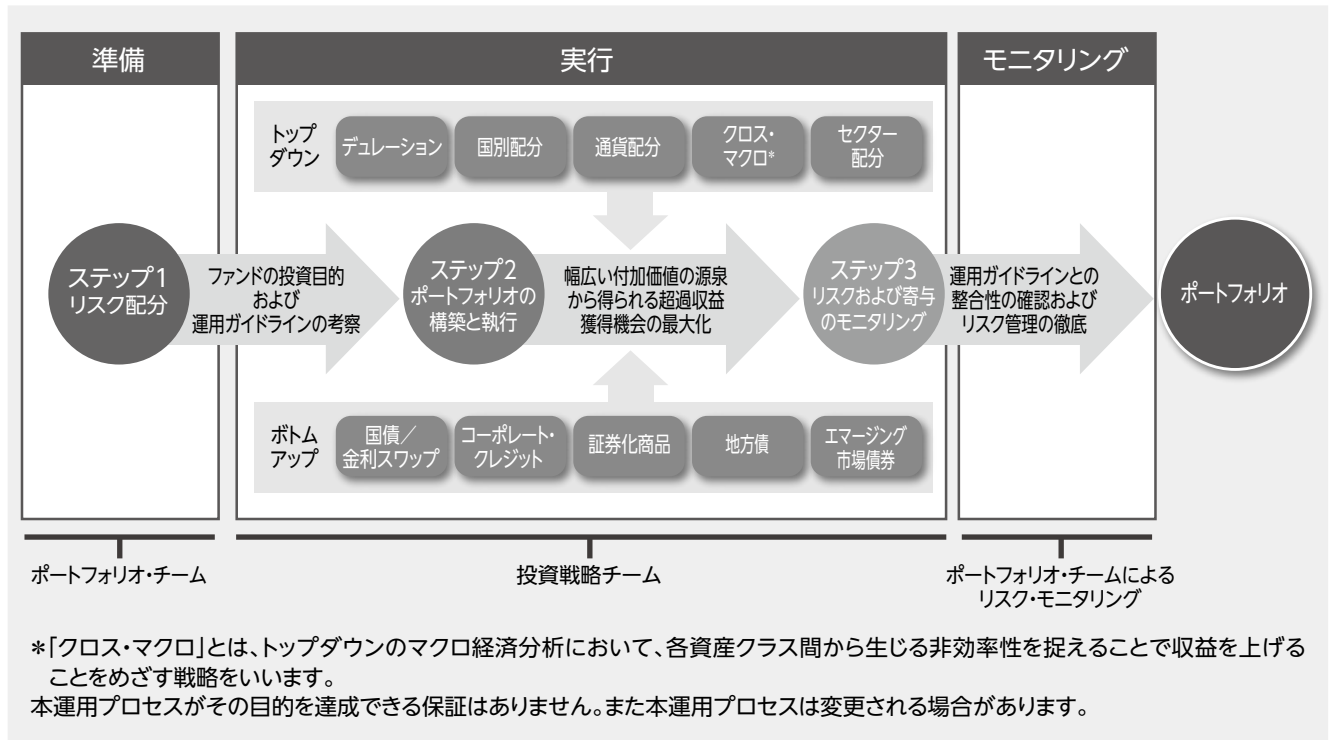 準備
実行
モニタリング
トップ
ダウン
デュレーション
国別配分
通貨配分
クロス・
マクロ*
セクター
配分
ステップ1
リスク配分
ファンドの投資目的
および
運用ガイドラインの考察
ステップ2
ポートフォリオの
構築と執行
幅広い付加価値の源泉
から得られる超過収益
獲得機会の最大化
ステップ3
リスクおよび寄与
のモニタリング
運用ガイドラインとの
整合性の確認および
リスク管理の徹底
ポートフォリオ
ボトム
アップ
国債／
金利スワップ
コーポレート・
クレジット
証券化商品
地方債
エマージング
市場債券
ポートフォリオ・チーム
投資戦略チーム
ポートフォリオ・チームによる
リスク・モニタリング
*「クロス・マクロ」とは、トップダウンのマクロ経済分析において、各資産クラス間から生じる非効率性を捉えることで収益を上げる
ことをめざす戦略をいいます。
本運用プロセスがその目的を達成できる保証はありません。また本運用プロセスは変更される場合があります。